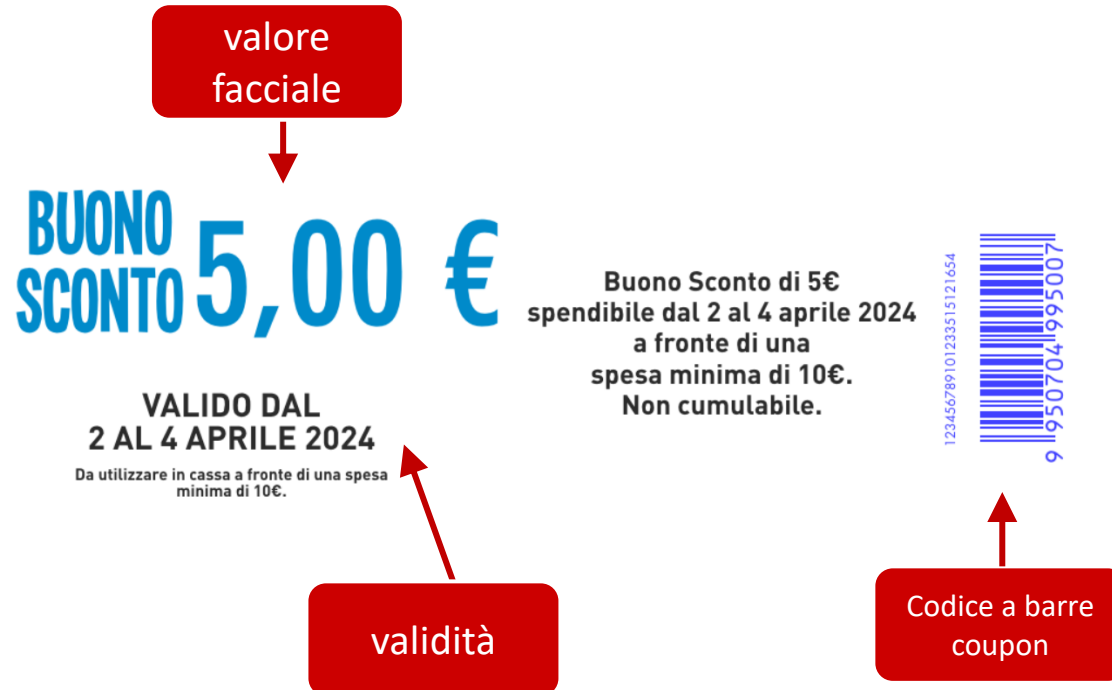 valore
facciale
BUONO
SCONTO
5,00 €
VALIDO DAL
2 AL 4 APRILE 2024
Da utilizzare in cassa a fronte di una spesa
minima di 10€.
Buono Sconto di 5€
spendibile dal 2 al 4 aprile 2024
a fronte di una
spesa minima di 10€.
Non cumulabile.
1234567891012335151216​54
9 950704 995007
validità
Codice a barre
coupon